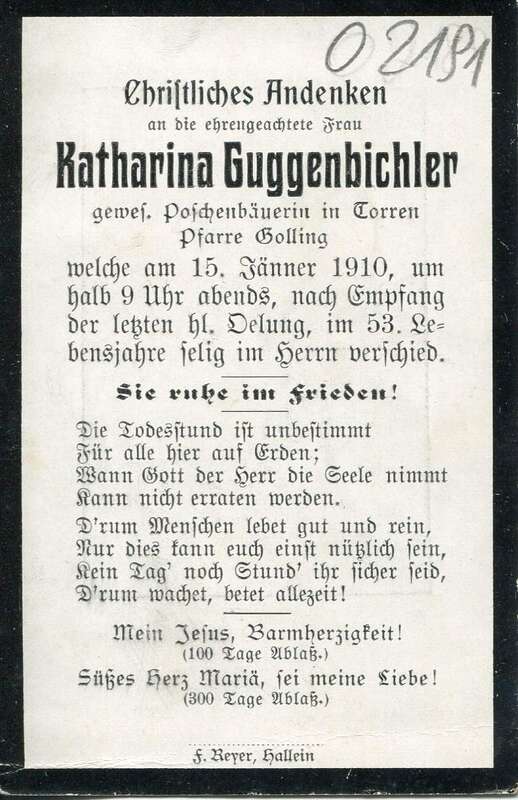 O 2191
Christliches Andenken
an die ehrengeachtete Frau
Katharina Guggenbichler
gewes. Poschenbäuerin in Torren
Pfarre Golling
welche am 15. Jänner 1910, um
halb 9 Uhr abends, nach Empfang
der letzten hl. Oelung, im 53. Le-
bensjahre selig im Herrn verschied.
Sie ruhe im Frieden!
Die Todesstund ist unbestimmt
Für alle hier auf Erden;
Wann Gott der Herr die Seele nimmt
Kann nicht erraten werden.
D'rum Menschen lebet gut und rein,
Nur dies kann euch einst nützlich sein,
Kein Tag' noch Stund' ihr sicher seid,
D'rum wachet, betet allezeit!
Mein Jesus, Barmherzigkeit!
(100 Tage Ablaß.)
Süßes Herz Mariä, sei meine Liebe!
(300 Tage Ablaß.)
F. Reyer, Hallein